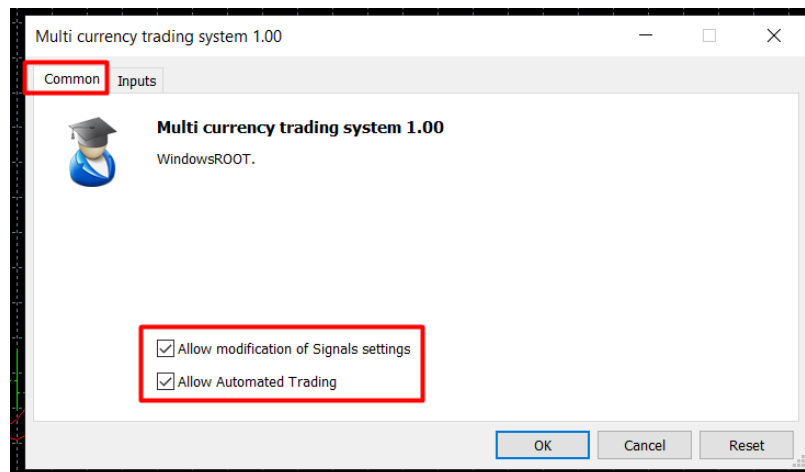 Multi currency trading system 1.00
Common
Inputs
Multi currency trading system 1.00
WindowsROOT.
Allow modification of Signals settings
Allow Automated Trading
OK
Cancel
Reset